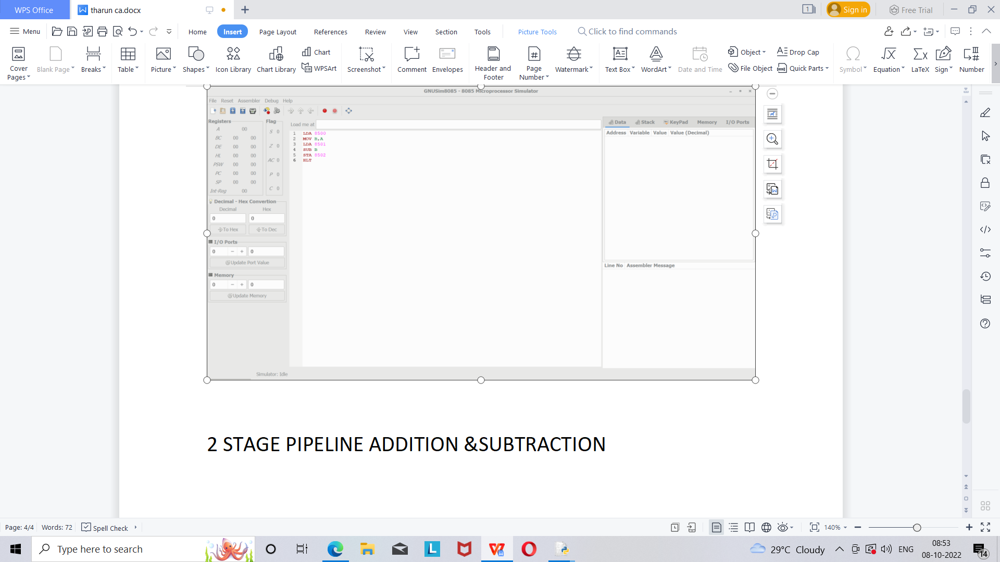 WPS Office
tharun ca.docx
1
Sign in
Free Trial
Menu
Home
Insert
Page Layout
References
Review
View
Section
Tools
Picture Tools
Click to find commands
Cover Pages
Blank Page
Breaks
Table
Picture
Shapes
Icon Library
Chart Library
Chart
WPSArt
Screenshot
Comment
Envelopes
Header and Footer
Page Number
Watermark
Text Box
WordArt
Date and Time
Object
File Object
Drop Cap
Quick Parts
Symbol
Equation
LaTeX
Sign
Number
GNUSim8085 - 8085 Microprocessor Simulator
File Reset Assembler Debug Help
Registers
A 00
BC 00 00
DE 00 00
HL 00 00
PSW 00 00
PC 00 00
SP 00 00
Int-Reg 00
Flag
S 0
Z 0
AC 0
P 0
C 0
Decimal - Hex Convertion
Decimal Hex
0 0
To Hex To Dec
I/O Ports
0 - + 0
Update Port Value
Memory
0 - + 0
Update Memory
Load me at
1 LDA 8500
2 MOV B,A
3 LDA 8501
4 SUB B
5 STA 8502
6 HLT
Data Stack KeyPad Memory I/O Ports
Address Variable Value Value (Decimal)
Line No Assembler Message
Simulator: Idle
2 STAGE PIPELINE ADDITION &SUBTRACTION
Page: 4/4 Words: 72 Spell Check
140%
Type here to search
29°C Cloudy
ENG
08:53
08-10-2022
14